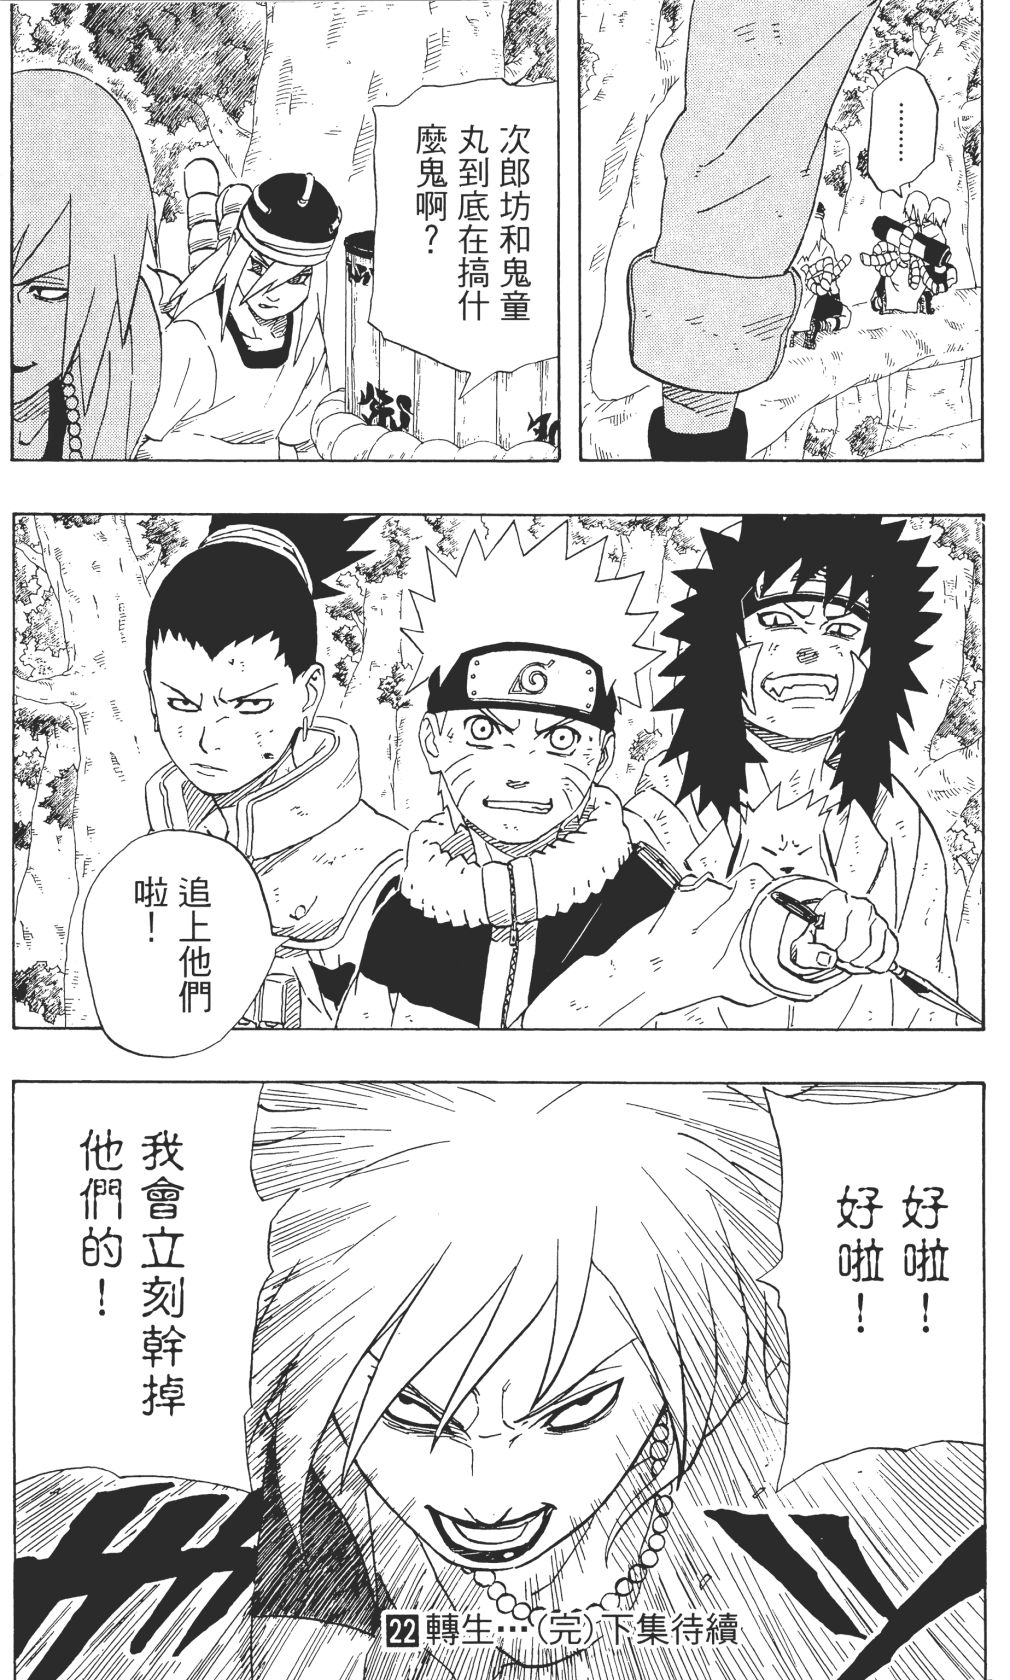 ………
次郎坊和鬼童
丸到底在搞什
麼鬼啊？
追上他們
啦！
好啦！
好啦！
我會立刻幹掉
他們的！
22轉生…(完)下集待續